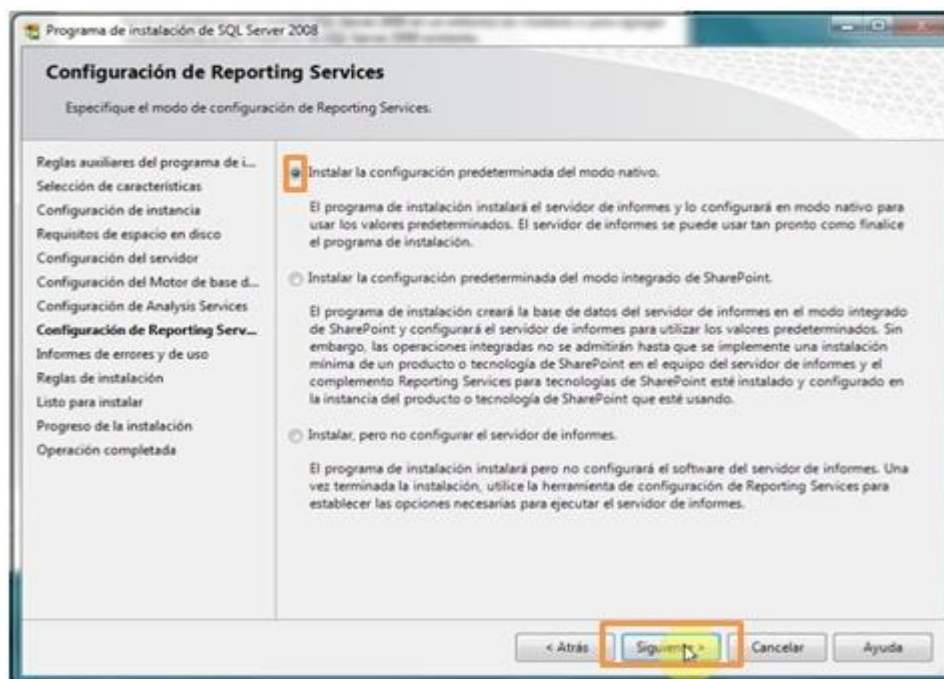 Programa de instalación de SQL Server 2008
Configuración de Reporting Services
Especifique el modo de configuración de Reporting Services.
Reglas auxiliares del programa de i...
Selección de características
Configuración de instancia
Requisitos de espacio en disco
Configuración del servidor
Configuración del Motor de base d...
Configuración de Analysis Services
Configuración de Reporting Serv...
Informes de errores y de uso
Reglas de instalación
Listo para instalar
Progreso de la instalación
Operación completada
Instalar la configuración predeterminada del modo nativo.
El programa de instalación instalará el servidor de informes y lo configurará en modo nativo para
usar los valores predeterminados. El servidor de informes se puede usar tan pronto como finalice
el programa de instalación.
Instalar la configuración predeterminada del modo integrado de SharePoint.
El programa de instalación creará la base de datos del servidor de informes en el modo integrado
de SharePoint y configurará el servidor de informes para utilizar los valores predeterminados. Sin
embargo, las operaciones integradas no se admitirán hasta que se implemente una instalación
mínima de un producto o tecnología de SharePoint en el equipo del servidor de informes y el
complemento Reporting Services para tecnologías de SharePoint esté instalado y configurado en
la instancia del producto o tecnología de SharePoint que esté usando.
Instalar, pero no configurar el servidor de informes.
El programa de instalación instalará pero no configurará el software del servidor de informes. Una
vez terminada la instalación, utilice la herramienta de configuración de Reporting Services para
establecer las opciones necesarias para ejecutar el servidor de informes.
< Atrás
Siguiente >
Cancelar
Ayuda